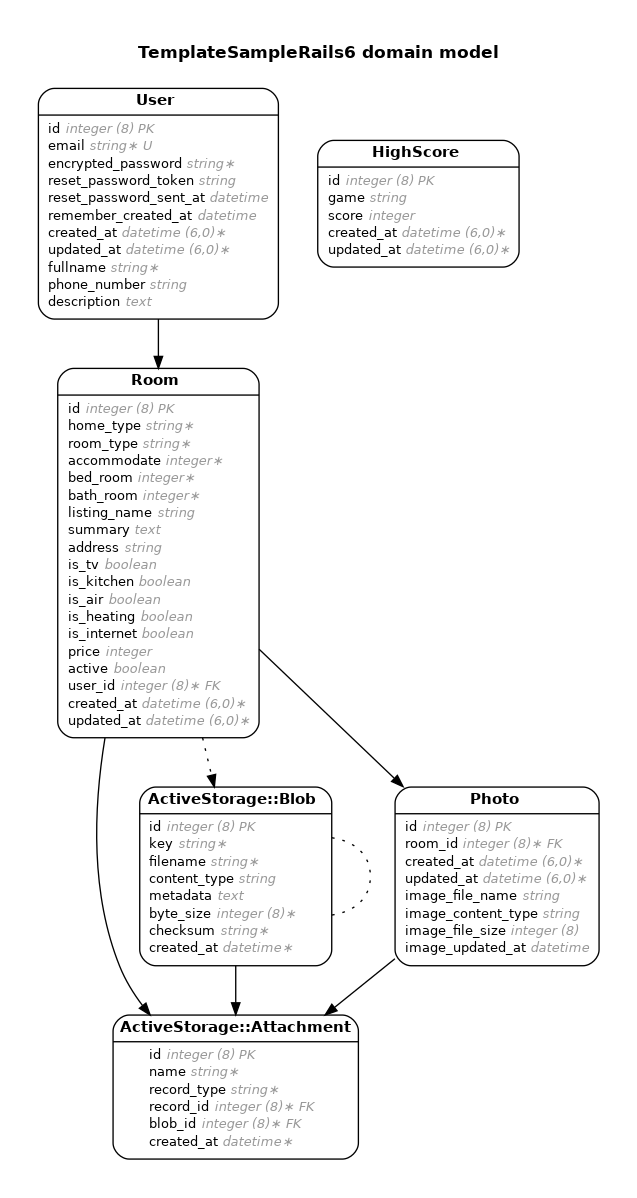 TemplateSampleRails6 domain model
User
id integer (8) PK
email string∗ U
encrypted_password string∗
reset_password_token string
reset_password_sent_at datetime
remember_created_at datetime
created_at datetime (6,0)∗
updated_at datetime (6,0)∗
fullname string∗
phone_number string
description text
HighScore
id integer (8) PK
game string
score integer
created_at datetime (6,0)∗
updated_at datetime (6,0)∗
Room
id integer (8) PK
home_type string∗
room_type string∗
accommodate integer∗
bed_room integer∗
bath_room integer∗
listing_name string
summary text
address string
is_tv boolean
is_kitchen boolean
is_air boolean
is_heating boolean
is_internet boolean
price integer
active boolean
user_id integer (8)∗ FK
created_at datetime (6,0)∗
updated_at datetime (6,0)∗
ActiveStorage::Blob
id integer (8) PK
key string∗
filename string∗
content_type string
metadata text
byte_size integer (8)∗
checksum string∗
created_at datetime∗
Photo
id integer (8) PK
room_id integer (8)∗ FK
created_at datetime (6,0)∗
updated_at datetime (6,0)∗
image_file_name string
image_content_type string
image_file_size integer (8)
image_updated_at datetime
ActiveStorage::Attachment
id integer (8) PK
name string∗
record_type string∗
record_id integer (8)∗ FK
blob_id integer (8)∗ FK
created_at datetime∗